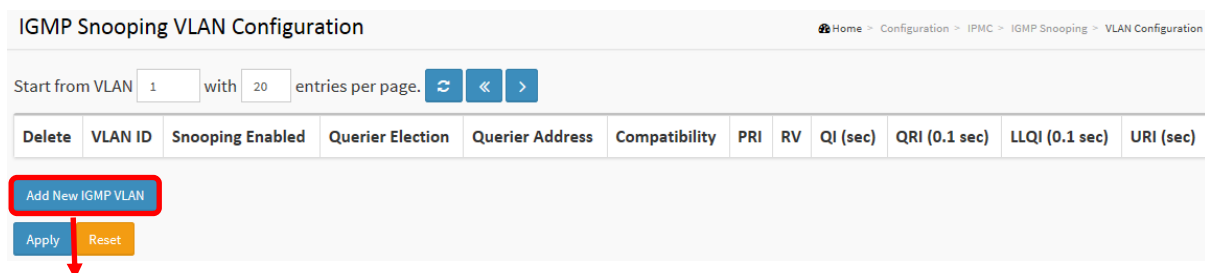 IGMP Snooping VLAN Configuration
Home > Configuration > IPMC > IGMP Snooping > VLAN Configuration
Start from VLAN 1 with 20 entries per page.
Delete VLAN ID Snooping Enabled Querier Election Querier Address Compatibility PRI RV QI (sec) QRI (0.1 sec) LLQI (0.1 sec) URI (sec)
Add New IGMP VLAN
Apply Reset